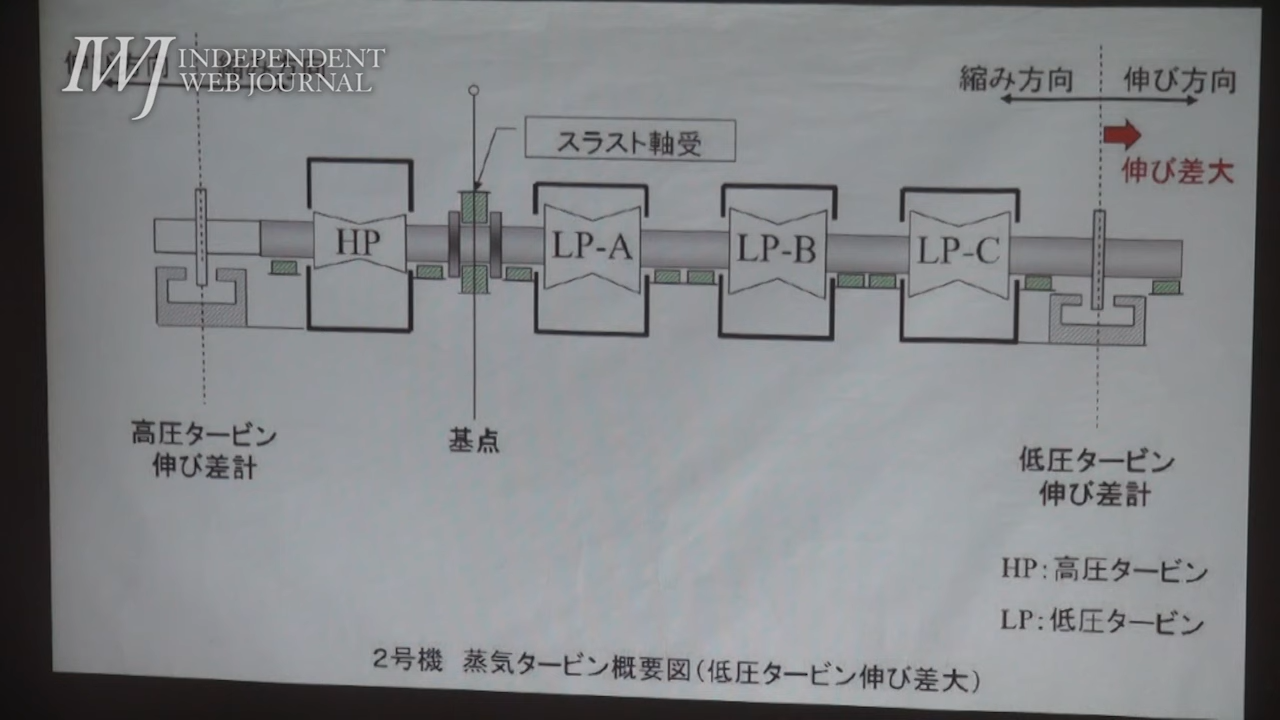 IWJ INDEPENDENT
WEB JOURNAL
縮み方向 伸び方向
伸び差大
スラスト軸受
HP
LP-A
LP-B
LP-C
高圧タービン
伸び差計
基点
低圧タービン
伸び差計
HP:高圧タービン
LP:低圧タービン
2号機 蒸気タービン概要図(低圧タービン伸び差大)